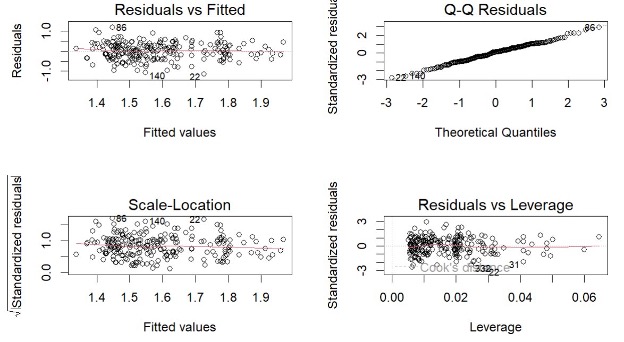 Residuals vs Fitted
Residuals
1.0
-1.0
86
140
22
1.4 1.5 1.6 1.7 1.8 1.9
Fitted values
Q-Q Residuals
Standardized residuals
2
0
-3
86
22
140
-3 -2 -1 0 1 2 3
Theoretical Quantiles
Scale-Location
√|Standardized residuals|
1.0
0.0
86
140
22
1.4 1.5 1.6 1.7 1.8 1.9
Fitted values
Residuals vs Leverage
Standardized residuals
3
0
-3
Cook's distance
31
22
0.00 0.02 0.04 0.06
Leverage